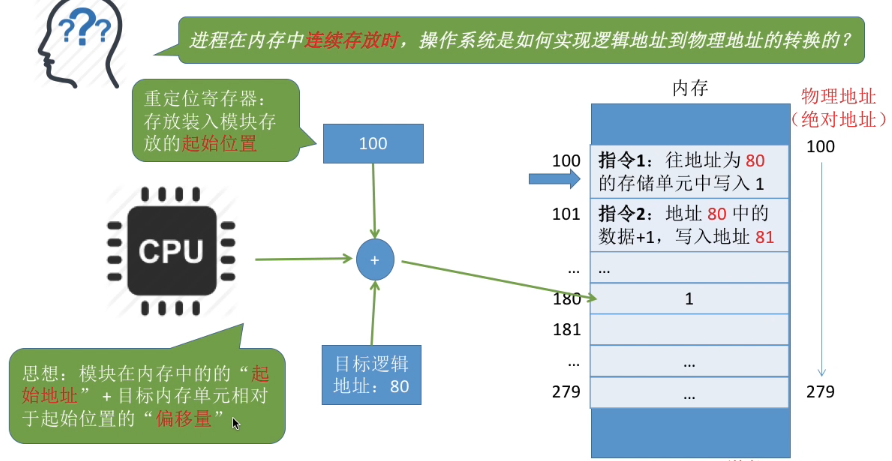 ???
进程在内存中连续存放时，操作系统是如何实现逻辑地址到物理地址的转换的？
重定位寄存器：
存放装入模块存
放的起始位置
100
CPU
+
目标逻辑
地址：80
思想：模块在内存中的的“起
始地址” + 目标内存单元相对
于起始位置的“偏移量”
内存
物理地址
（绝对地址）
100
指令1：往地址为 80
的存储单元中写入 1
100
101
指令2：地址 80 中的
数据+1，写入地址 81
...
...
180
1
181
...
...
279
...
279